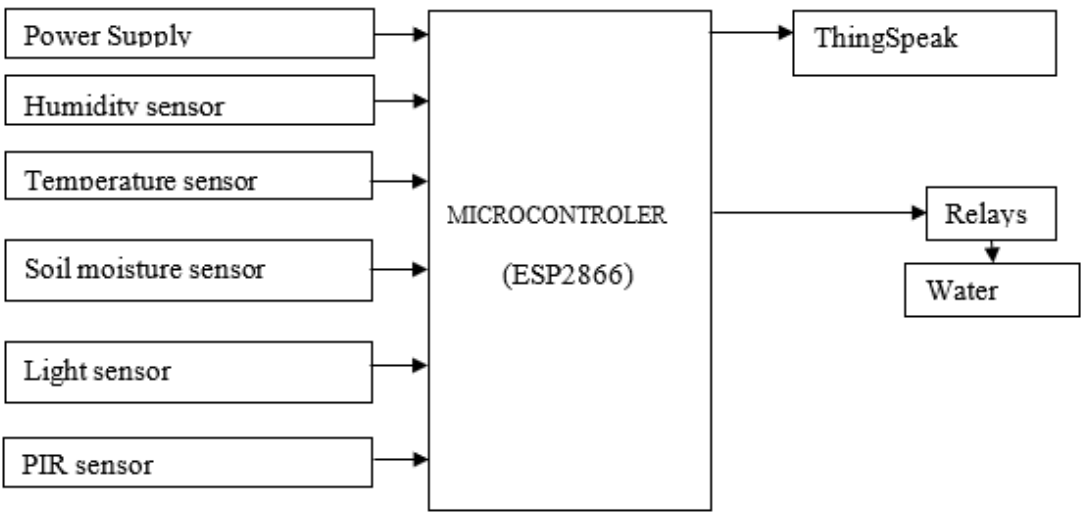 Power Supply
Humidity sensor
Temperature sensor
Soil moisture sensor
Light sensor
PIR sensor
MICROCONTROLER
(ESP2866)
ThingSpeak
Relays
Water